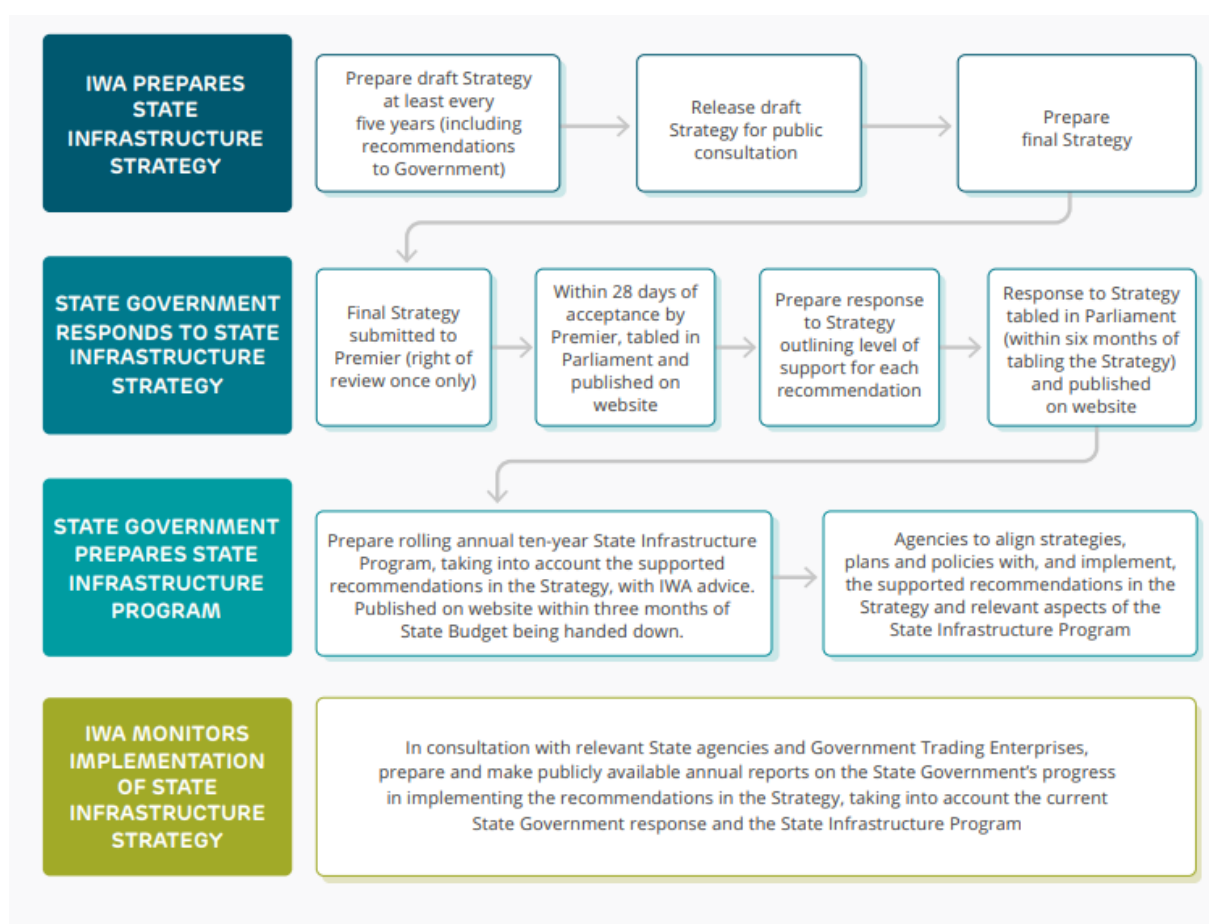 IWA PREPARES
STATE
INFRASTRUCTURE
STRATEGY
Prepare draft Strategy
at least every
five years (including
recommendations
to Government)
Release draft
Strategy for public
consultation
Prepare
final Strategy
STATE GOVERNMENT
RESPONDS TO STATE
INFRASTRUCTURE
STRATEGY
Final Strategy
submitted to
Premier (right of
review once only)
Within 28 days of
acceptance by
Premier, tabled in
Parliament and
published on
website
Prepare response
to Strategy
outlining level of
support for each
recommendation
Response to Strategy
tabled in Parliament
(within six months of
tabling the Strategy)
and published
on website
STATE GOVERNMENT
PREPARES STATE
INFRASTRUCTURE
PROGRAM
Prepare rolling annual ten-year State Infrastructure
Program, taking into account the supported
recommendations in the Strategy, with IWA advice.
Published on website within three months of
State Budget being handed down.
Agencies to align strategies,
plans and policies with, and implement,
the supported recommendations in the
Strategy and relevant aspects of the
State Infrastructure Program
IWA MONITORS
IMPLEMENTATION
OF STATE
INFRASTRUCTURE
STRATEGY
In consultation with relevant State agencies and Government Trading Enterprises,
prepare and make publicly available annual reports on the State Government's progress
in implementing the recommendations in the Strategy, taking into account the current
State Government response and the State Infrastructure Program